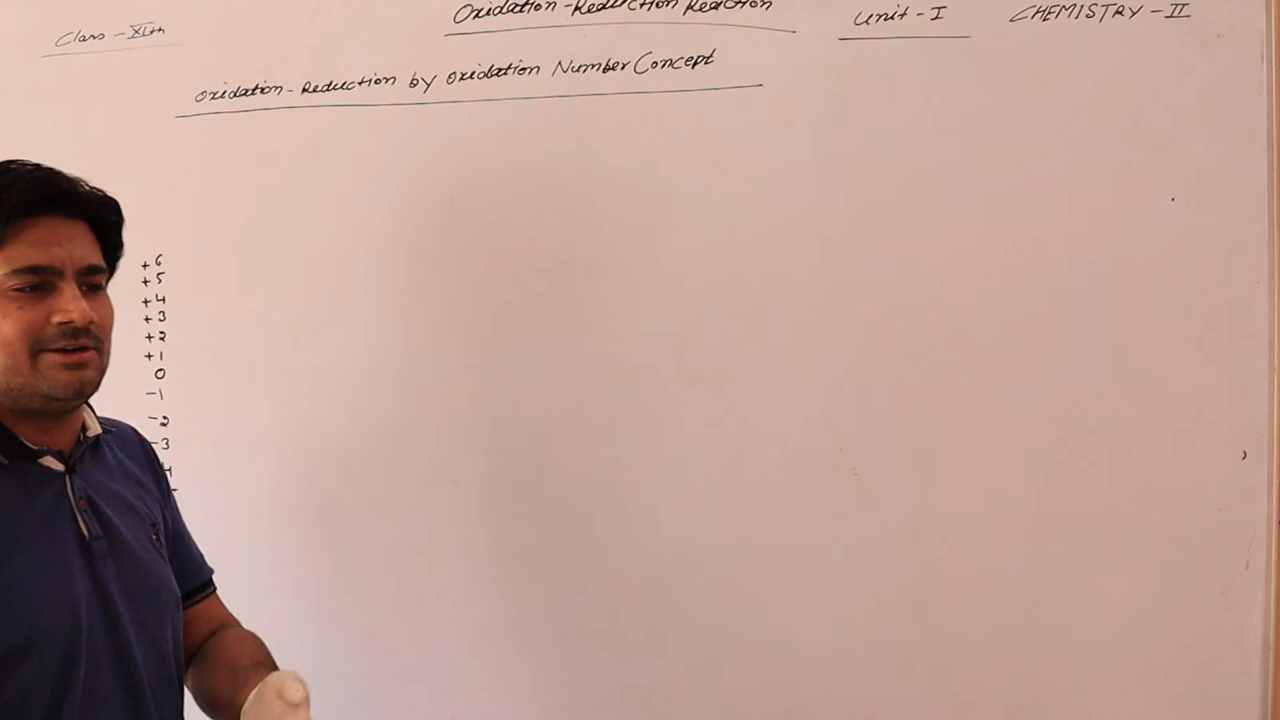 Oxidation-Reduction Reaction
Unit - I
CHEMISTRY - II
Class - XIth
Oxidation - Reduction by Oxidation Number Concept
+6
+5
+4
+3
+2
+1
0
-1
-2
-3